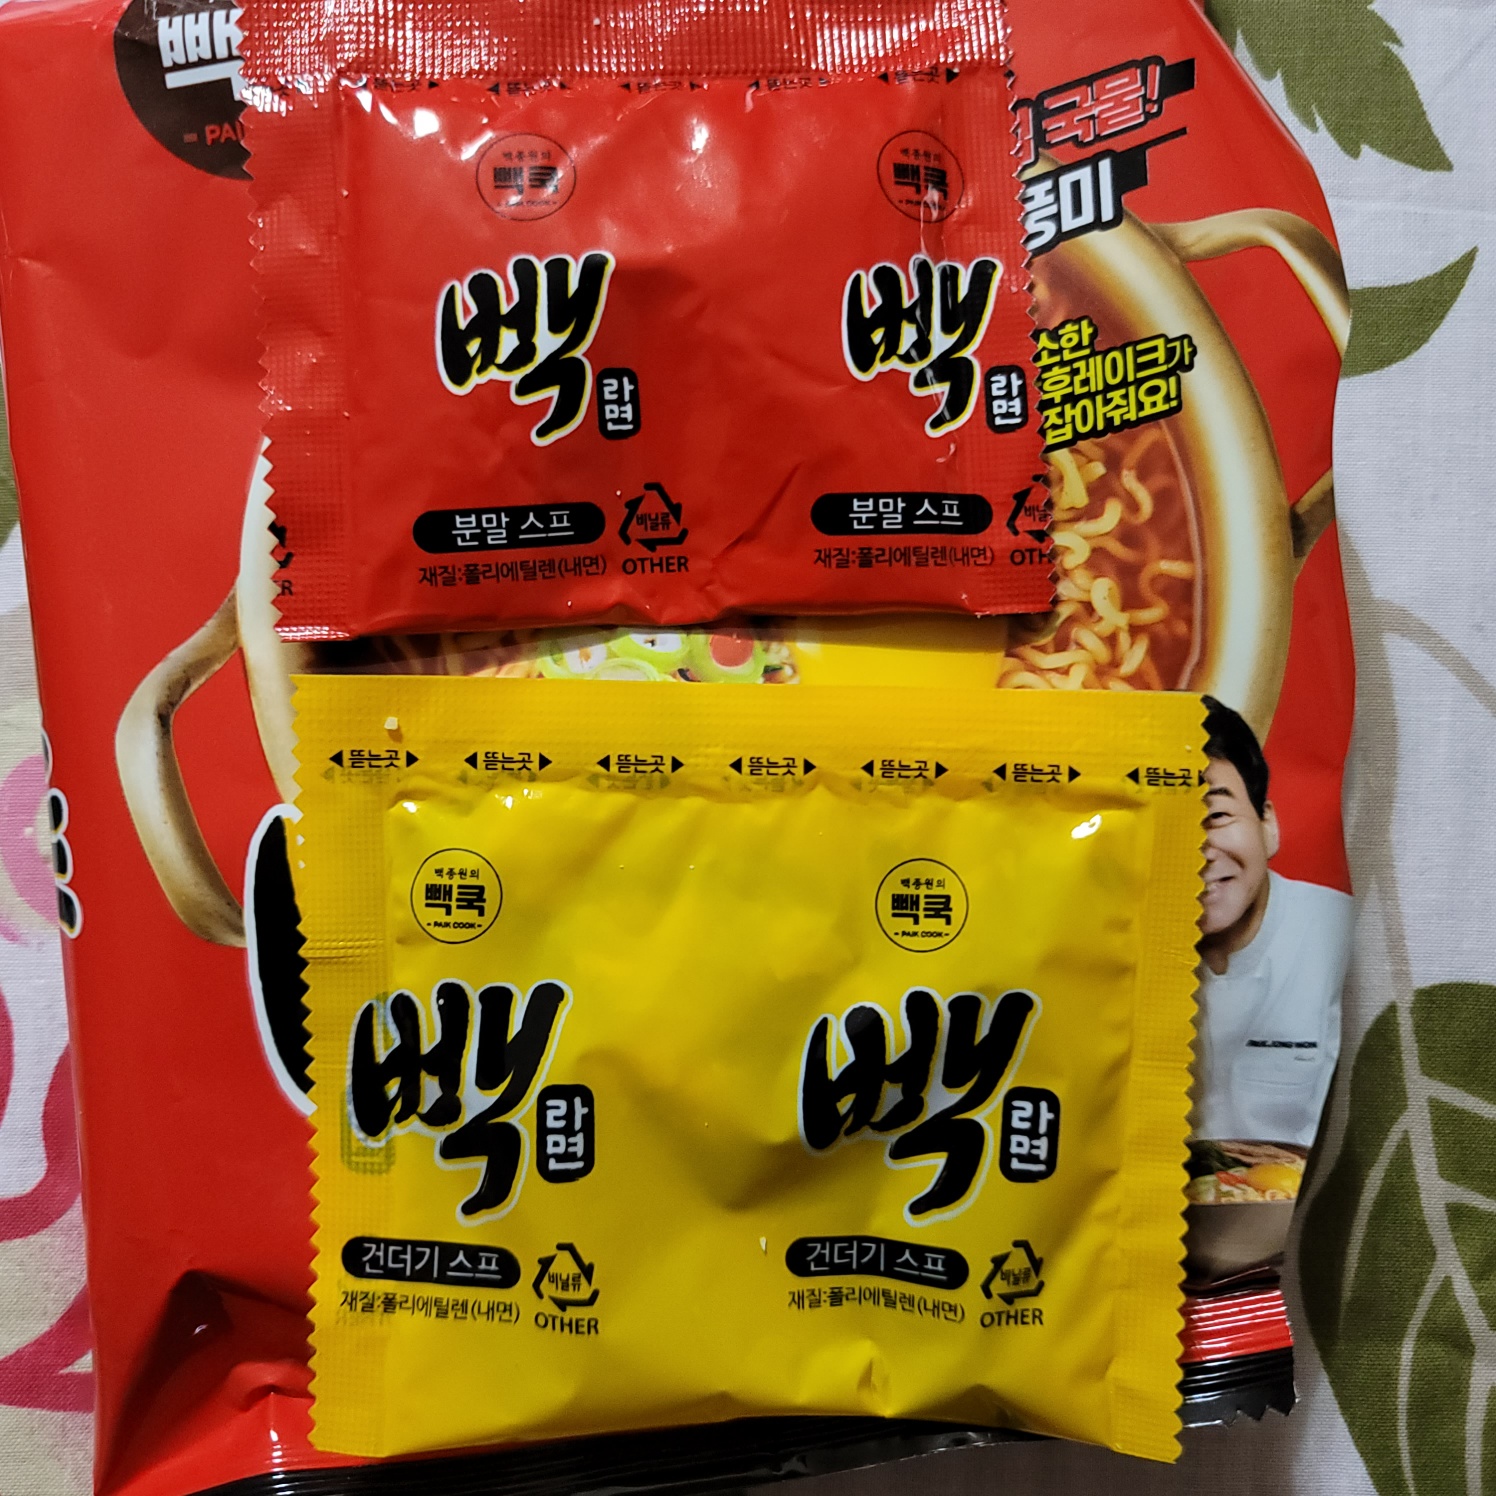 국물!
풍미
소한
후레이크가
잡아줘요!
백종원의
빽쿡
- PAIK COOK -
빽
라면
분말 스프
비닐류
재질:폴리에틸렌(내면)
OTHER
백종원의
빽쿡
빽
라면
분말 스프
비닐
재질:폴리에틸렌(내면)
OTH
◀뜯는곳▶ ◀뜯는곳▶ ◀뜯는곳▶ ◀뜯는곳▶ ◀뜯는곳▶ ◀뜯는곳▶ ◀뜯는곳
백종원의
빽쿡
- PAIK COOK -
빽
라면
건더기 스프
비닐류
재질:폴리에틸렌(내면)
OTHER
백종원의
빽쿡
- PAIK COOK -
빽
라면
건더기 스프
비닐류
재질:폴리에틸렌(내면)
OTHER